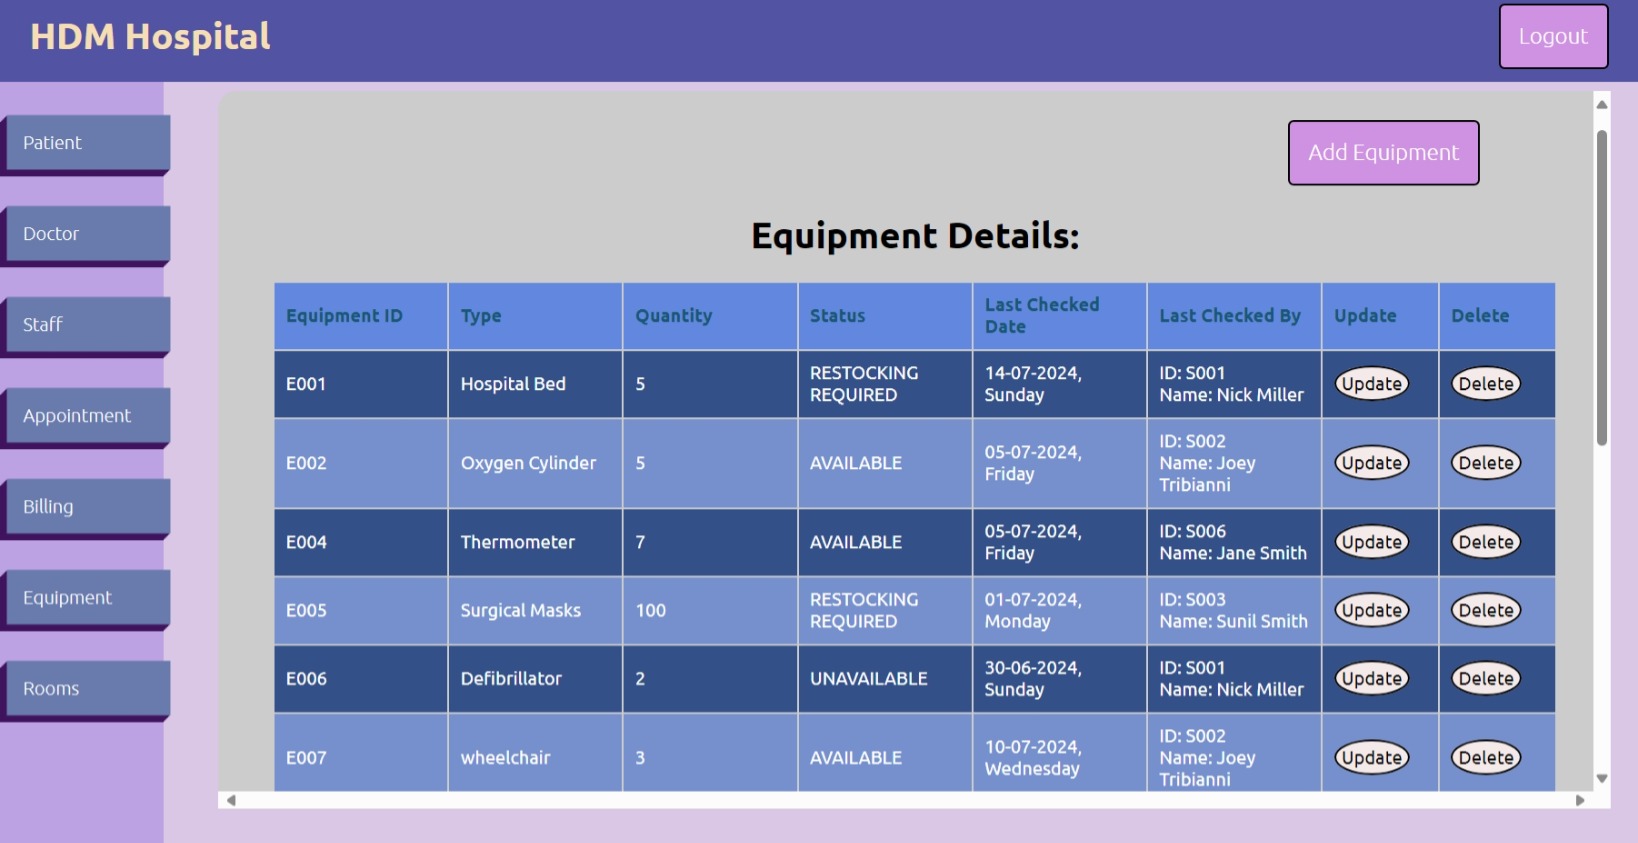 HDM Hospital
Logout
Patient
Doctor
Staff
Appointment
Billing
Equipment
Rooms
Add Equipment
Equipment Details:
Equipment ID
Type
Quantity
Status
Last Checked
Date
Last Checked By
Update
Delete
E001
Hospital Bed
5
RESTOCKING
REQUIRED
14-07-2024,
Sunday
ID: S001
Name: Nick Miller
Update
Delete
E002
Oxygen Cylinder
5
AVAILABLE
05-07-2024,
Friday
ID: S002
Name: Joey
Tribianni
Update
Delete
E004
Thermometer
7
AVAILABLE
05-07-2024,
Friday
ID: S006
Name: Jane Smith
Update
Delete
E005
Surgical Masks
100
RESTOCKING
REQUIRED
01-07-2024,
Monday
ID: S003
Name: Sunil Smith
Update
Delete
E006
Defibrillator
2
UNAVAILABLE
30-06-2024,
Sunday
ID: S001
Name: Nick Miller
Update
Delete
E007
wheelchair
3
AVAILABLE
10-07-2024,
Wednesday
ID: S002
Name: Joey
Tribianni
Update
Delete